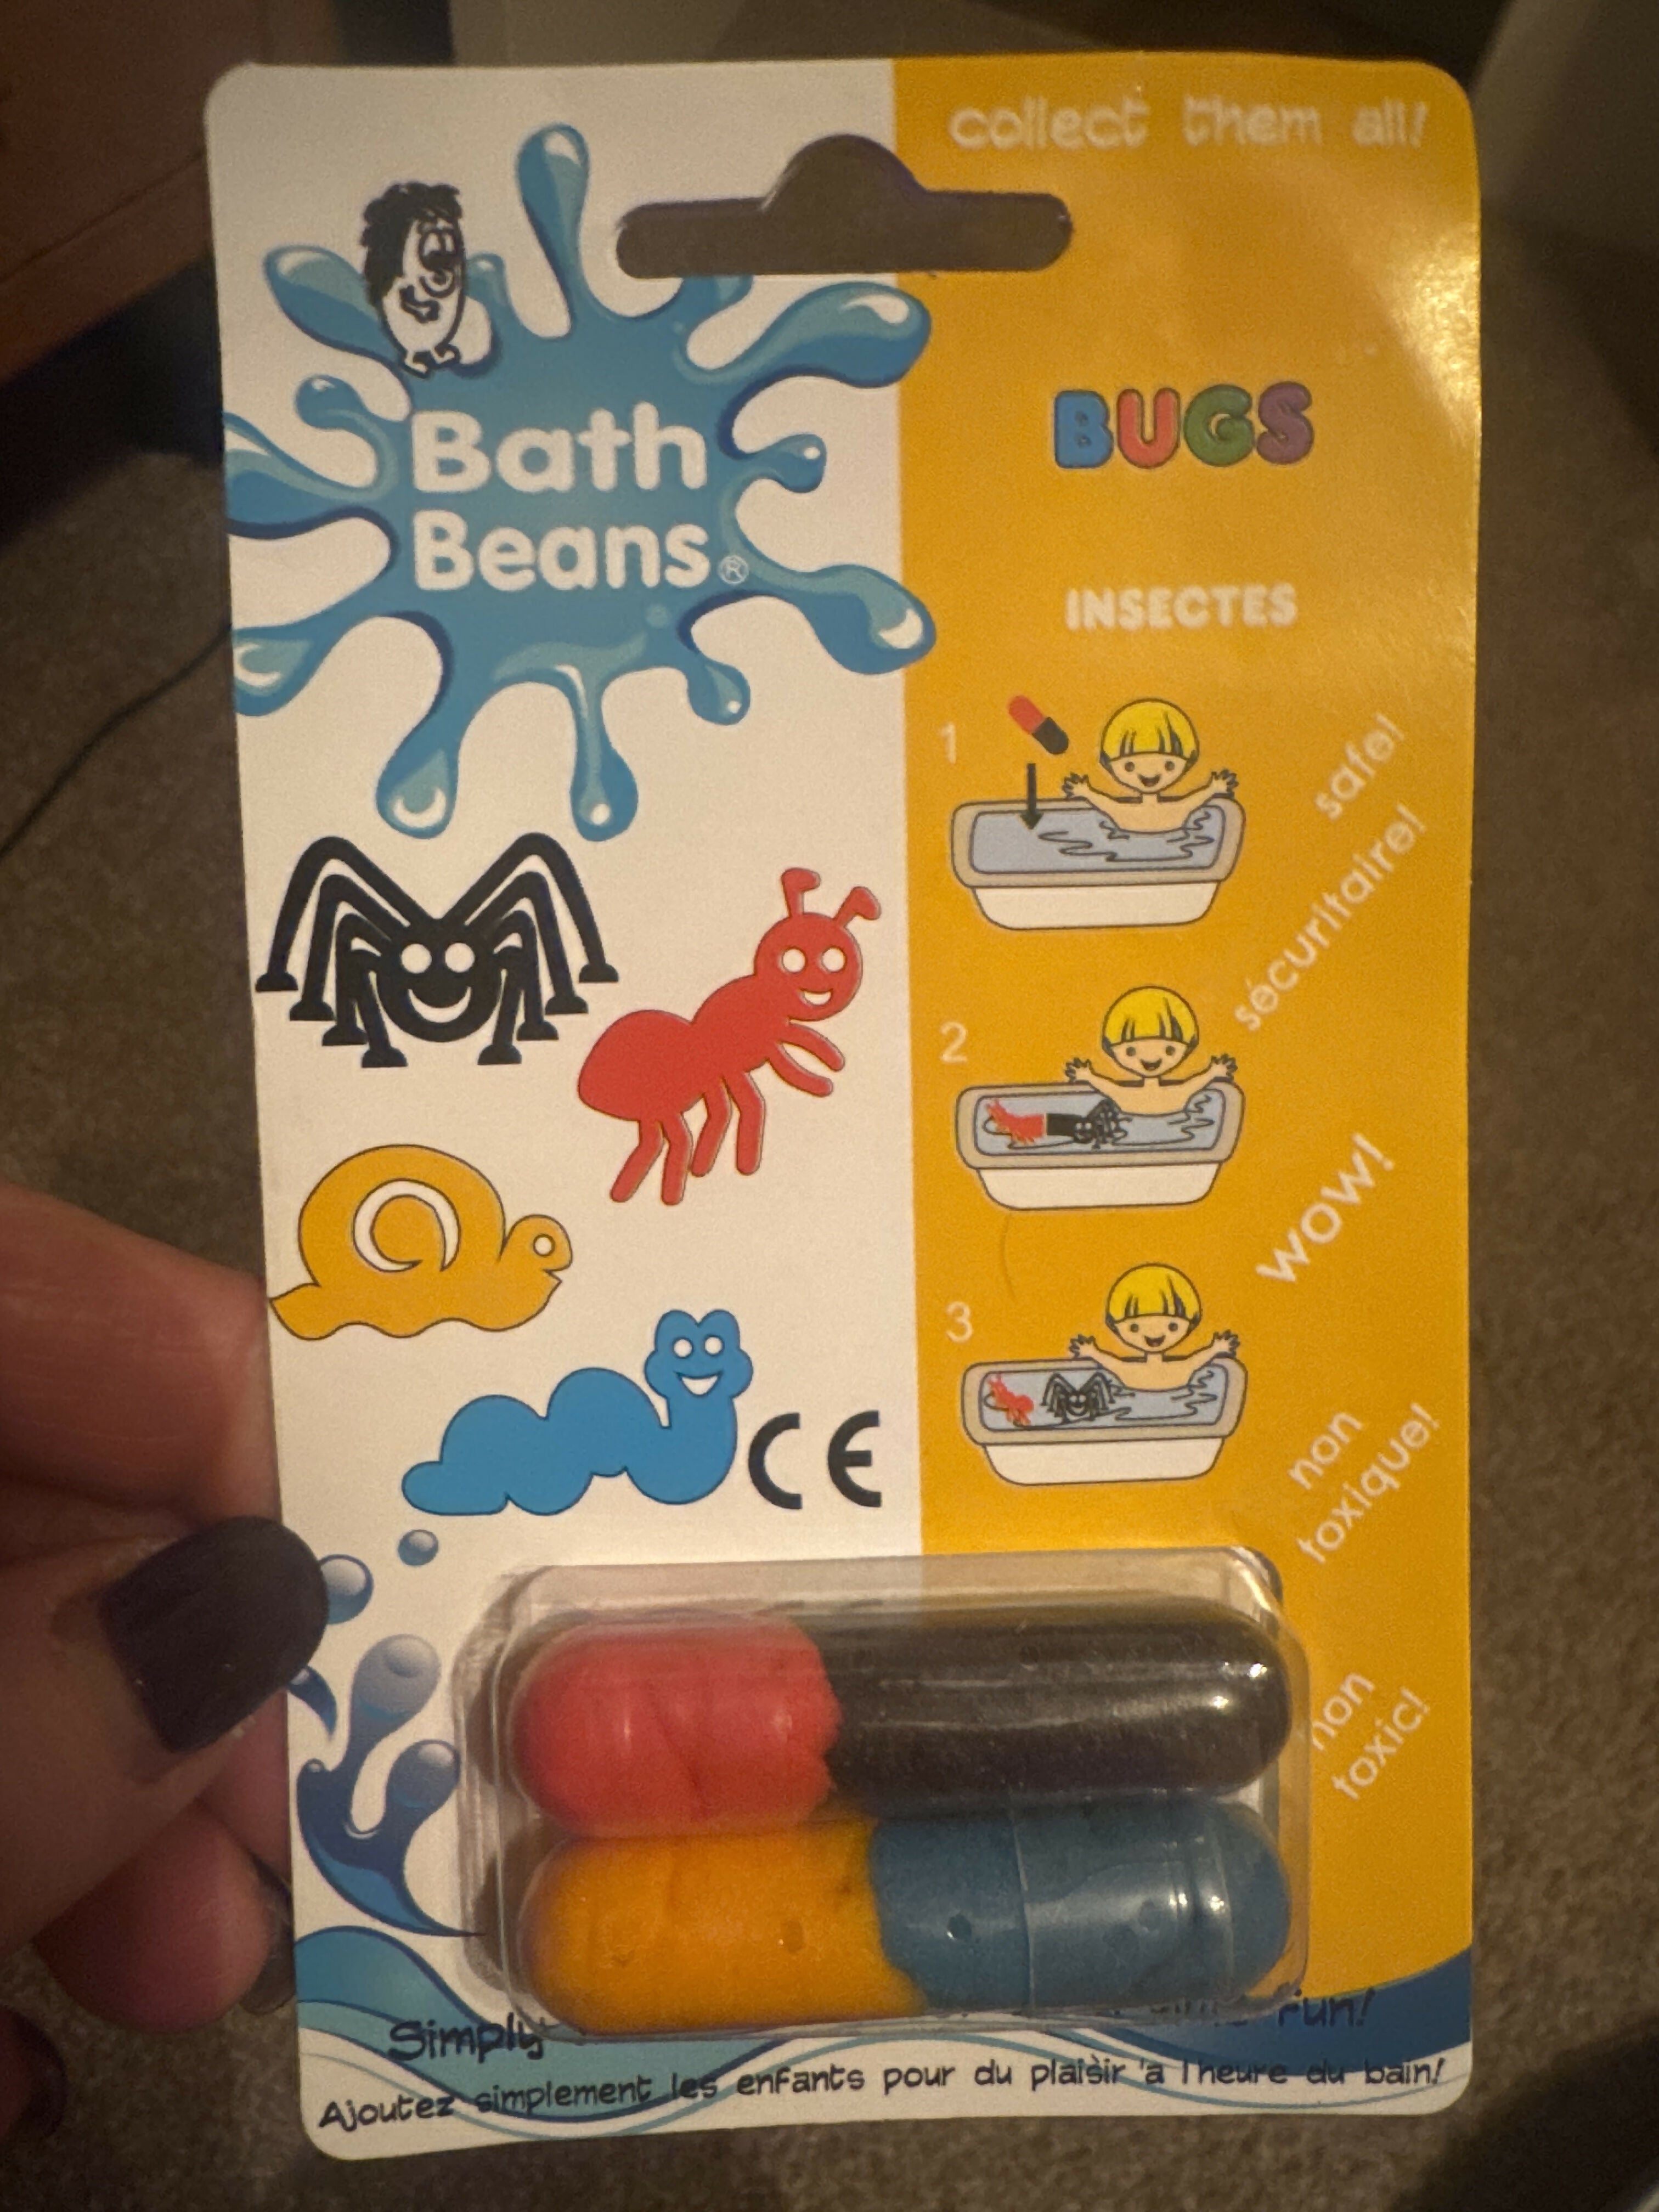 collect them all!
Bath
Beans®
BUGS
INSECTES
1
safe!
sécuritaire!
2
wow!
3
non
toxique!
CE
non
toxic!
Simply
Fun!
Ajoutez simplement les enfants pour du plaisir 'a l'heure du bain!